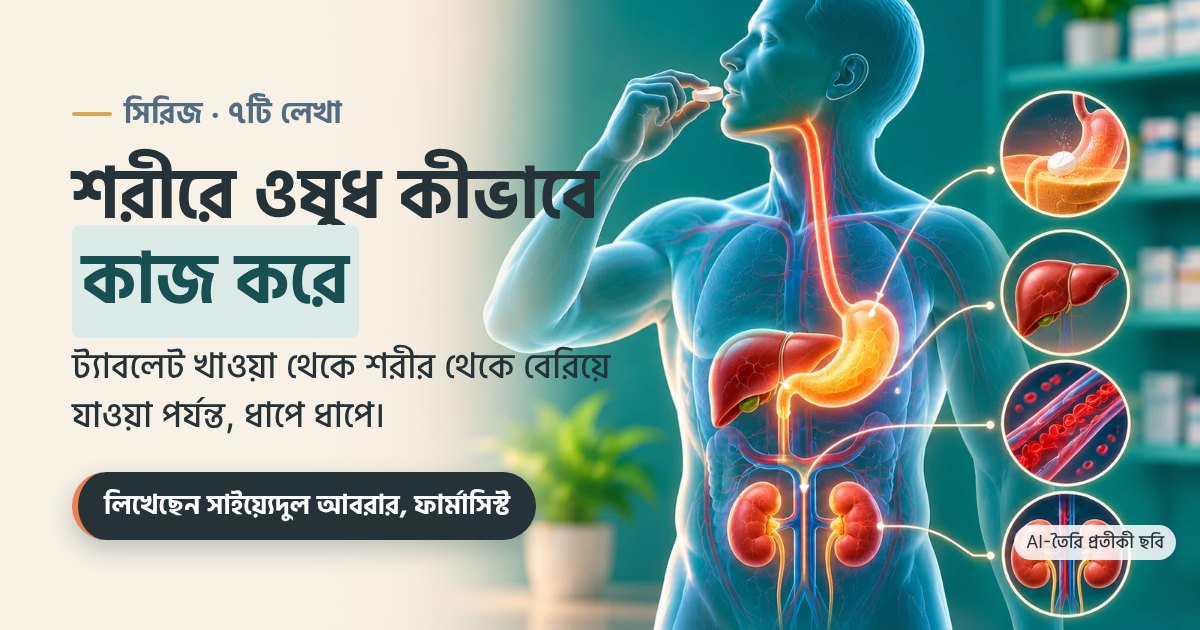 সিরিজ · ৭টি লেখা
শরীরে ওষুধ কীভাবে
কাজ করে
ট্যাবলেট খাওয়া থেকে শরীর থেকে বেরিয়ে
যাওয়া পর্যন্ত, ধাপে ধাপে।
লিখেছেন সাইয়্যেদুল আবরার, ফার্মাসিস্ট
AI-তৈরি প্রতীকী ছবি